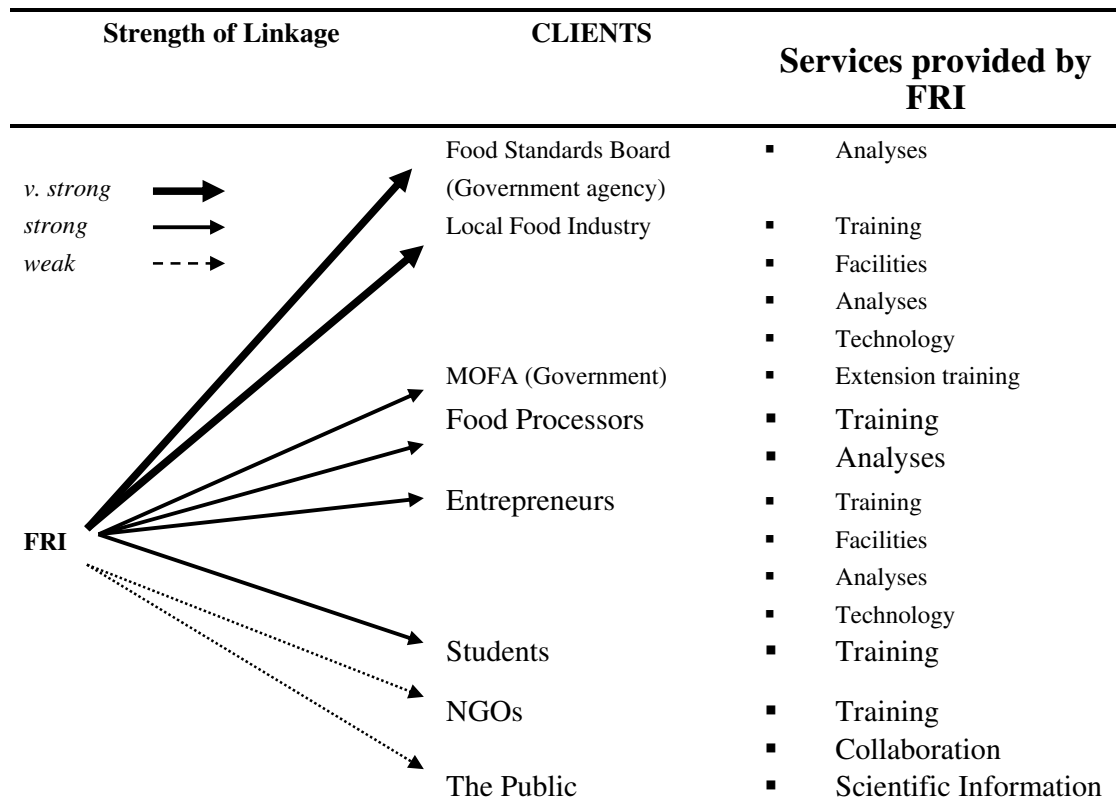 Strength of Linkage CLIENTS
Services provided by
FRI
Food Standards Board ▪ Analyses
v. strong (Government agency)
strong Local Food Industry ▪ Training
weak ▪ Facilities
▪ Analyses
▪ Technology
MOFA (Government) ▪ Extension training
Food Processors ▪ Training
▪ Analyses
Entrepreneurs ▪ Training
FRI ▪ Facilities
▪ Analyses
▪ Technology
Students ▪ Training
NGOs ▪ Training
▪ Collaboration
The Public ▪ Scientific Information